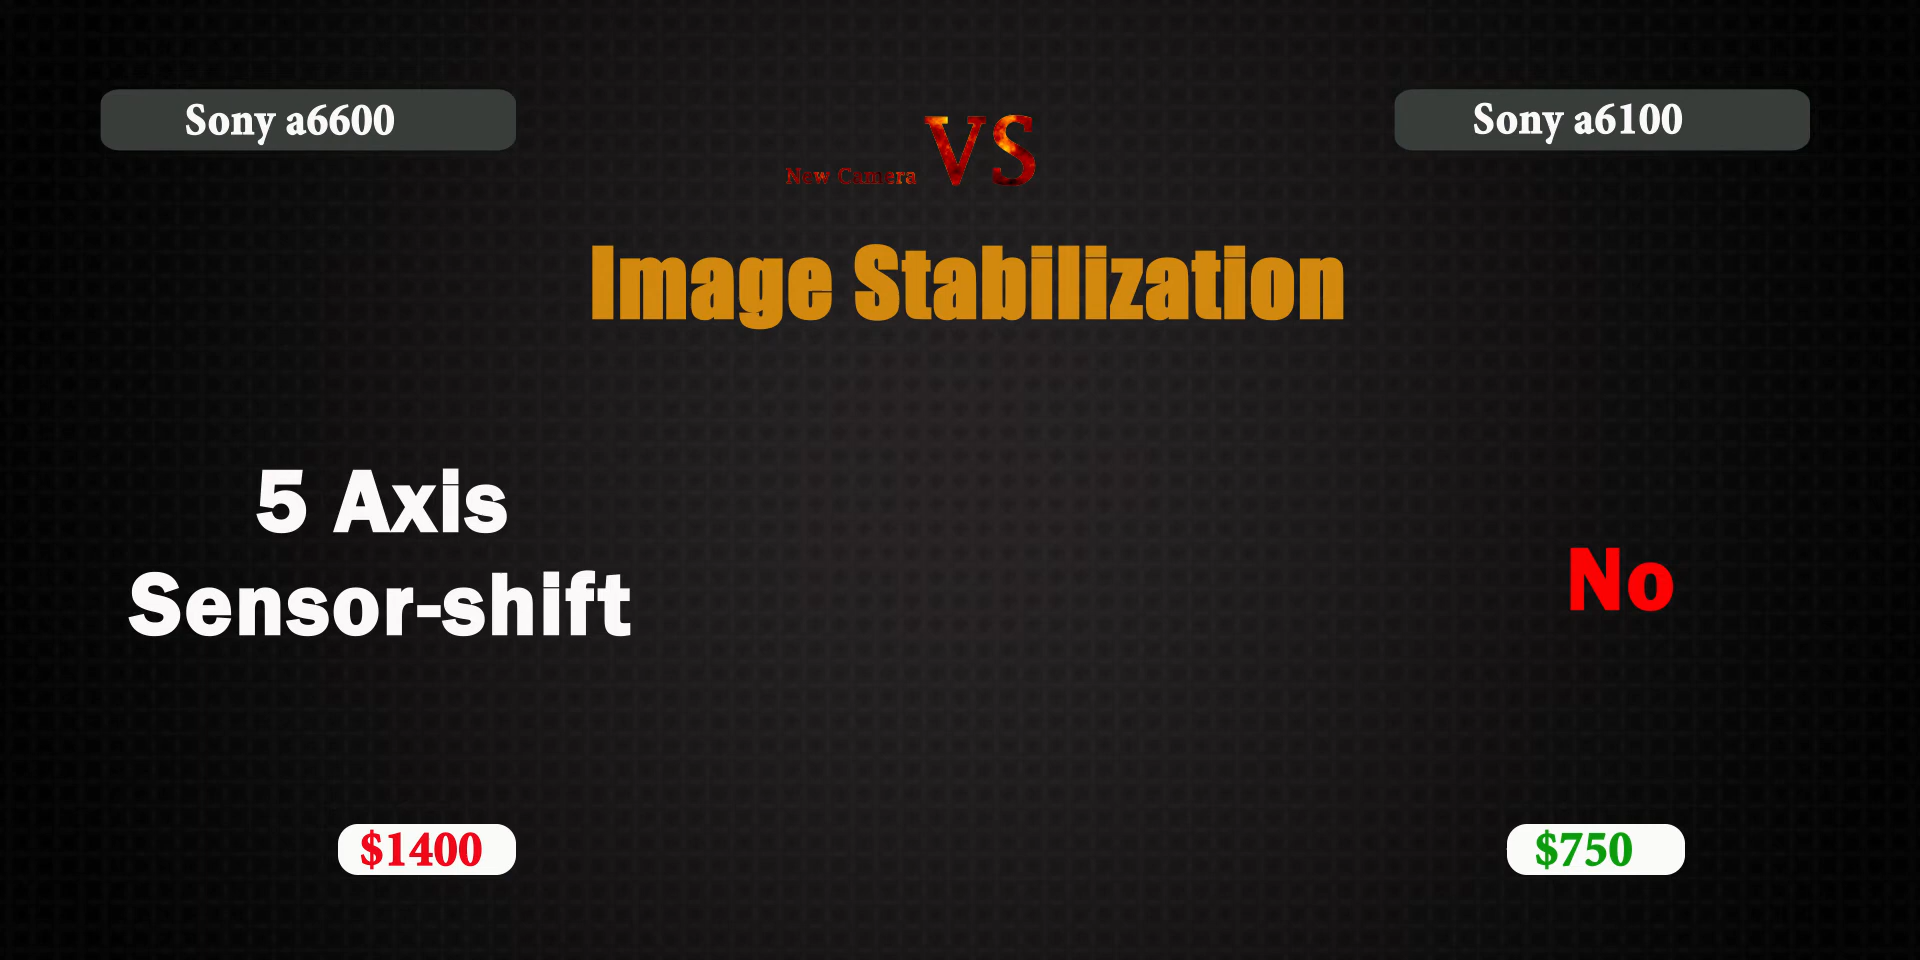 Sony a6600
New Camera VS
Sony a6100
Image Stabilization
5 Axis
Sensor-shift
No
$1400
$750